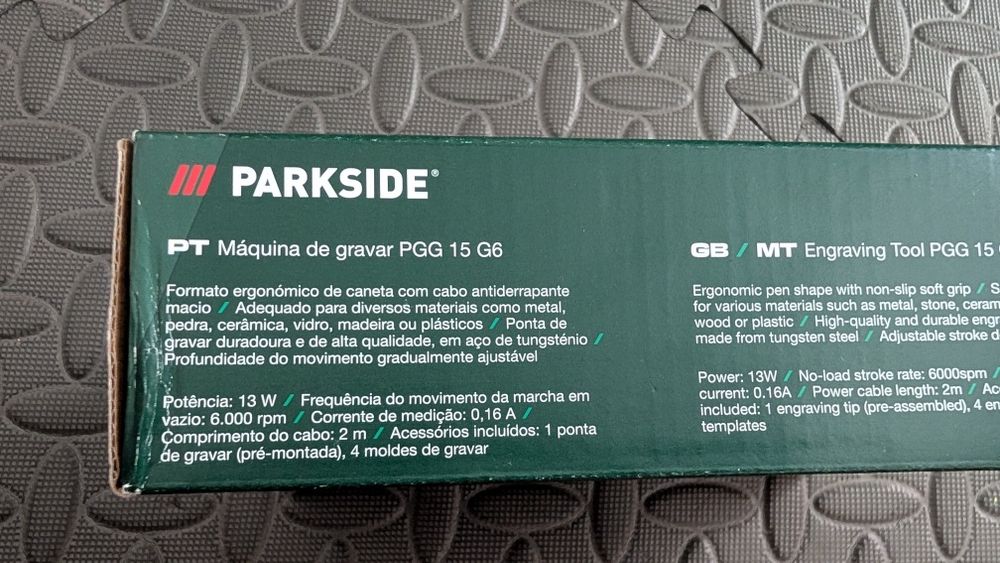 PARKSIDE®
PT Máquina de gravar PGG 15 G6
Formato ergonómico de caneta com cabo antiderrapante
macio / Adequado para diversos materiais como metal,
pedra, cerâmica, vidro, madeira ou plásticos / Ponta de
gravar duradoura e de alta qualidade, em aço de tungsténio /
Profundidade do movimento gradualmente ajustável
Potência: 13 W / Frequência do movimento da marcha em
vazio: 6.000 rpm / Corrente de medição: 0,16 A /
Comprimento do cabo: 2 m / Acessórios incluídos: 1 ponta
de gravar (pré-montada), 4 moldes de gravar
GB / MT Engraving Tool PGG 15
Ergonomic pen shape with non-slip soft grip /
for various materials such as metal, stone,
wood or plastic / High-quality and durable
made from tungsten steel / Adjustable stroke
Power: 13W / No-load stroke rate: 6000spm /
current: 0.16A / Power cable length: 2m /
included: 1 engraving tip (pre-assembled), 4
templates